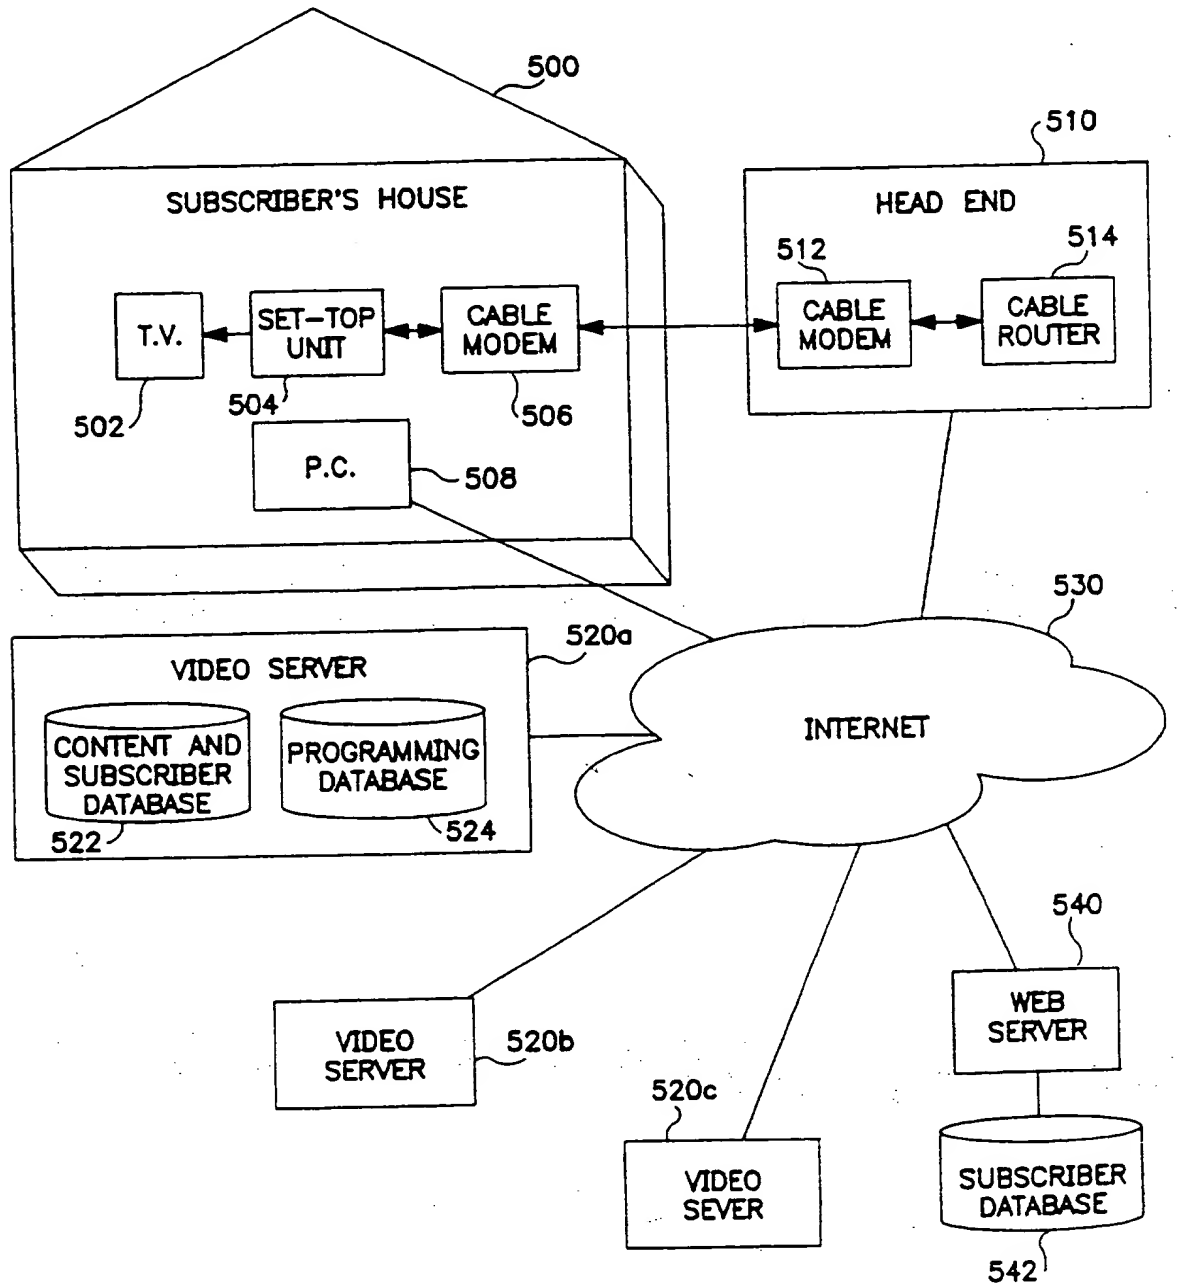 500
510
SUBSCRIBER'S HOUSE
HEAD END
512
514
T.V.
SET-TOP
UNIT
CABLE
MODEM
CABLE
MODEM
CABLE
ROUTER
502
504
506
P.C.
508
530
520a
VIDEO SERVER
CONTENT AND
SUBSCRIBER
DATABASE
PROGRAMMING
DATABASE
522
524
INTERNET
540
VIDEO
SERVER
520b
WEB
SERVER
520c
VIDEO
SEVER
SUBSCRIBER
DATABASE
542